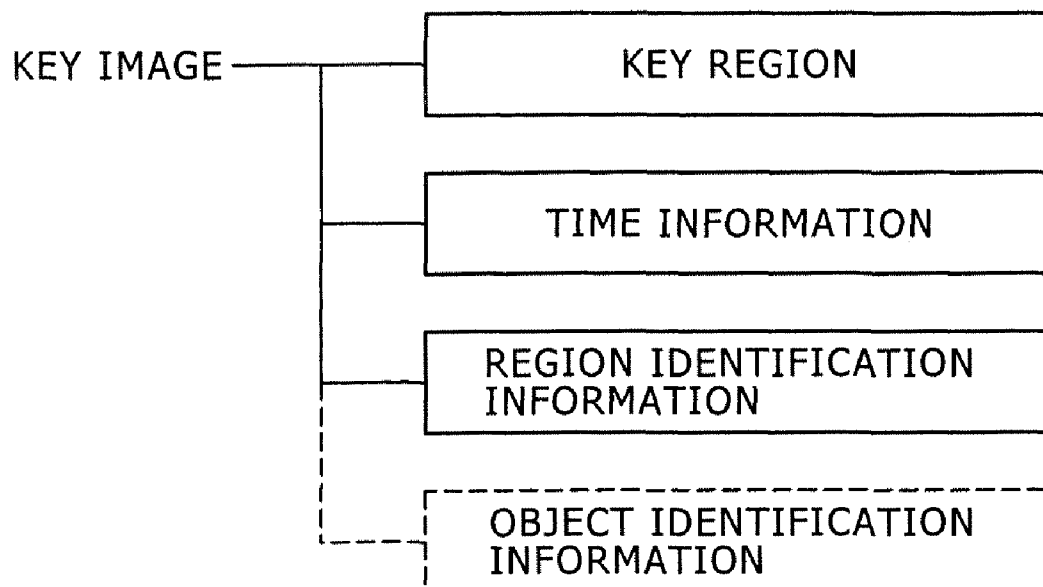 KEY IMAGE
KEY REGION
TIME INFORMATION
REGION IDENTIFICATION
INFORMATION
OBJECT IDENTIFICATION
INFORMATION